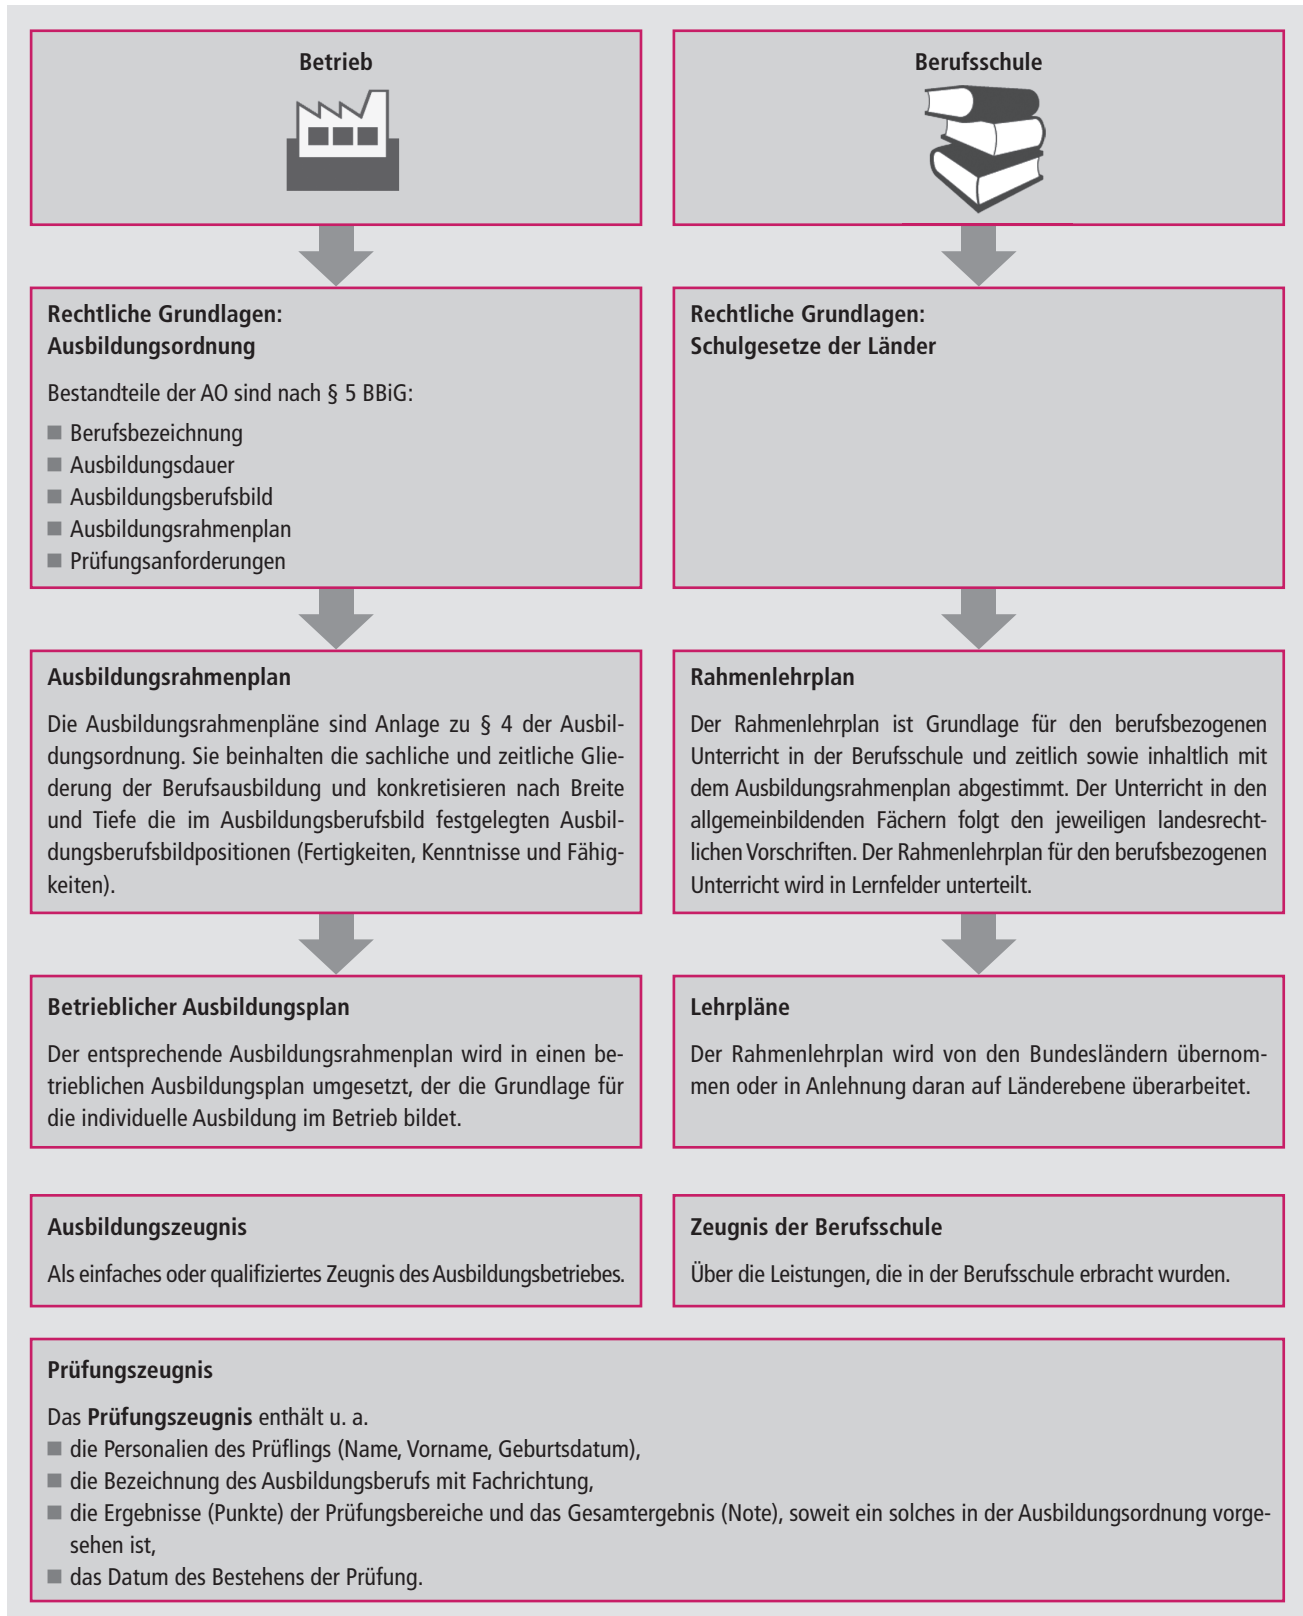 Betrieb
Berufsschule
Rechtliche Grundlagen:
Ausbildungsordnung
Bestandteile der AO sind nach § 5 BBiG:
■ Berufsbezeichnung
■ Ausbildungsdauer
■ Ausbildungsberufsbild
■ Ausbildungsrahmenplan
■ Prüfungsanforderungen
Rechtliche Grundlagen:
Schulgesetze der Länder
Ausbildungsrahmenplan
Die Ausbildungsrahmenpläne sind Anlage zu § 4 der Ausbil-
dungsordnung. Sie beinhalten die sachliche und zeitliche Glie-
derung der Berufsausbildung und konkretisieren nach Breite
und Tiefe die im Ausbildungsberufsbild festgelegten Ausbil-
dungsberufsbildpositionen (Fertigkeiten, Kenntnisse und Fähig-
keiten).
Rahmenlehrplan
Der Rahmenlehrplan ist Grundlage für den berufsbezogenen
Unterricht in der Berufsschule und zeitlich sowie inhaltlich mit
dem Ausbildungsrahmenplan abgestimmt. Der Unterricht in den
allgemeinbildenden Fächern folgt den jeweiligen landesrecht-
lichen Vorschriften. Der Rahmenlehrplan für den berufsbezogenen
Unterricht wird in Lernfelder unterteilt.
Betrieblicher Ausbildungsplan
Der entsprechende Ausbildungsrahmenplan wird in einen be-
trieblichen Ausbildungsplan umgesetzt, der die Grundlage für
die individuelle Ausbildung im Betrieb bildet.
Lehrpläne
Der Rahmenlehrplan wird von den Bundesländern übernom-
men oder in Anlehnung daran auf Länderebene überarbeitet.
Ausbildungszeugnis
Als einfaches oder qualifiziertes Zeugnis des Ausbildungsbetriebes.
Zeugnis der Berufsschule
Über die Leistungen, die in der Berufsschule erbracht wurden.
Prüfungszeugnis
Das Prüfungszeugnis enthält u. a.
■ die Personalien des Prüflings (Name, Vorname, Geburtsdatum),
■ die Bezeichnung des Ausbildungsberufs mit Fachrichtung,
■ die Ergebnisse (Punkte) der Prüfungsbereiche und das Gesamtergebnis (Note), soweit ein solches in der Ausbildungsordnung vorge-
sehen ist,
■ das Datum des Bestehens der Prüfung.